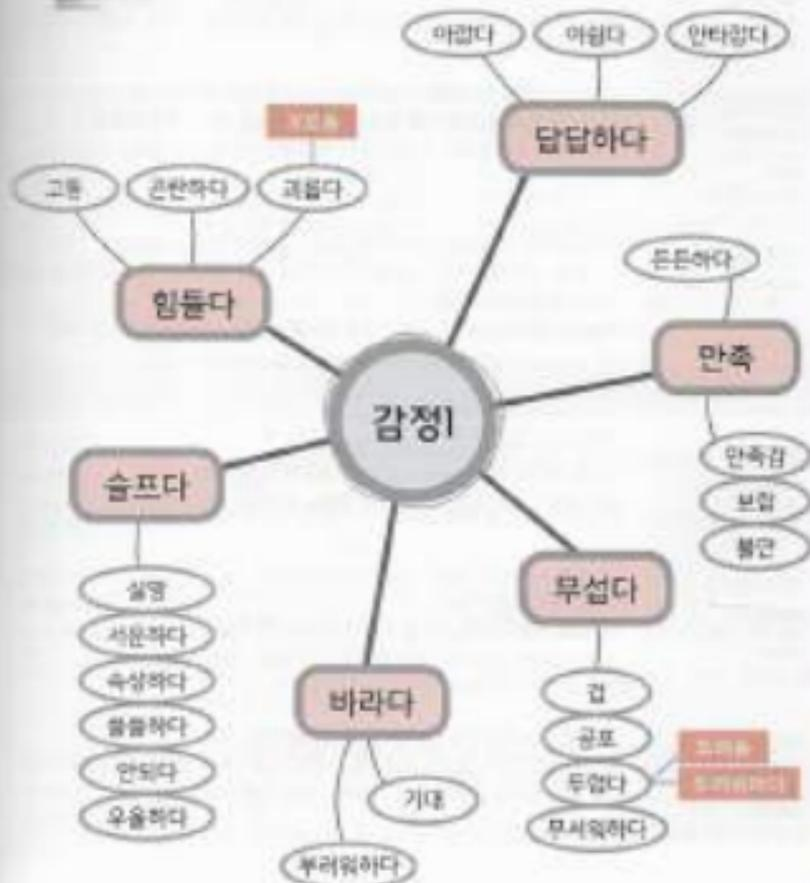 아깝다 아쉽다 안타깝다
답답하다
고통 곤란하다 괴롭다
힘들다
든든하다
만족
만족감
보람
불만
감정1
슬프다
실망
서운하다
속상하다
쓸쓸하다
안되다
우울하다
무섭다
겁
공포
두렵다
무서워하다
바라다
기대
부러워하다